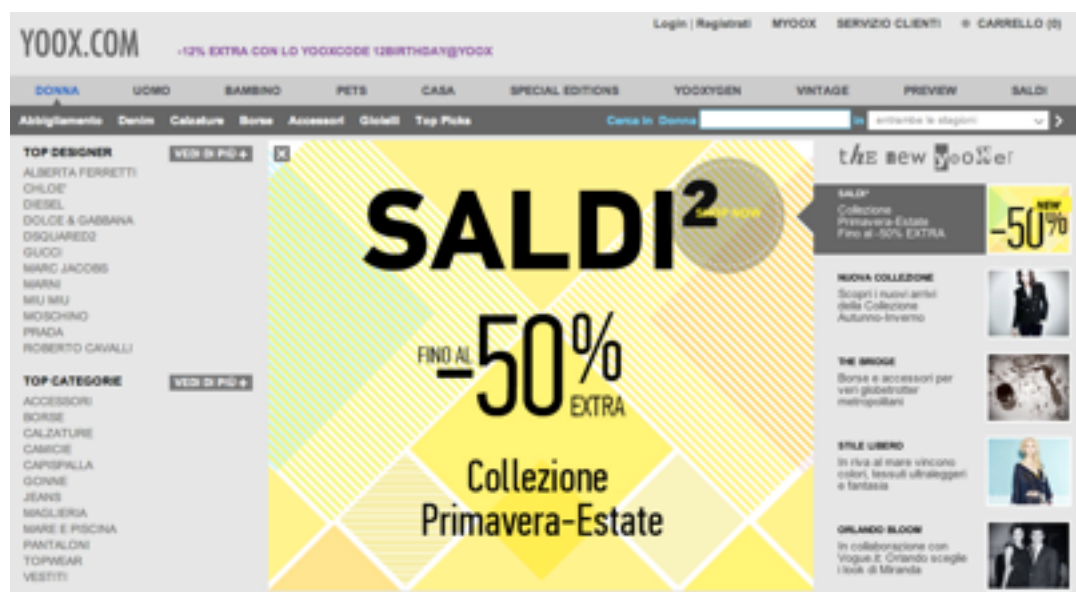 Login | Registrati MYOOX SERVIZIO CLIENTI CARRELLO (0)
YOOX.COM
-12% EXTRA CON LO YOOXCODE 12BIRTHDAY@YOOX
DONNA UOMO BAMBINO PETS CASA SPECIAL EDITIONS YOOXYGEN VINTAGE PREVIEW SALDI
Abbigliamento Denim Calzature Borse Accessori Gioielli Top Picks Cerca in Donna in entrambe le stagioni
TOP DESIGNER VEDI DI PIÙ +
ALBERTA FERRETTI
CHLOE'
DIESEL
DOLCE & GABBANA
DSQUARED2
GUCCI
MARC JACOBS
MARNI
MIU MIU
MOSCHINO
PRADA
ROBERTO CAVALLI
TOP CATEGORIE VEDI DI PIÙ +
ACCESSORI
BORSE
CALZATURE
CAMICIE
CAPISPALLA
GONNE
JEANS
MAGLIERIA
MARE E PISCINA
PANTALONI
TOPWEAR
VESTITI
SALDI²
SHOP NOW
FINO AL
-50%
EXTRA
Collezione
Primavera-Estate
thE new yooXer
SALDI²
Collezione
Primavera-Estate
Fino al -50% EXTRA
NEW
-50%
NUOVA COLLEZIONE
Scopri i nuovi arrivi
della Collezione
Autunno-Inverno
THE BRIDGE
Borse e accessori per
veri globetrotter
metropolitani
STILE LIBERO
In riva al mare vincono
colori, tessuti ultraleggeri
e fantasia
ORLANDO BLOOM
In collaborazione con
Vogue.it: Orlando sceglie
i look di Miranda